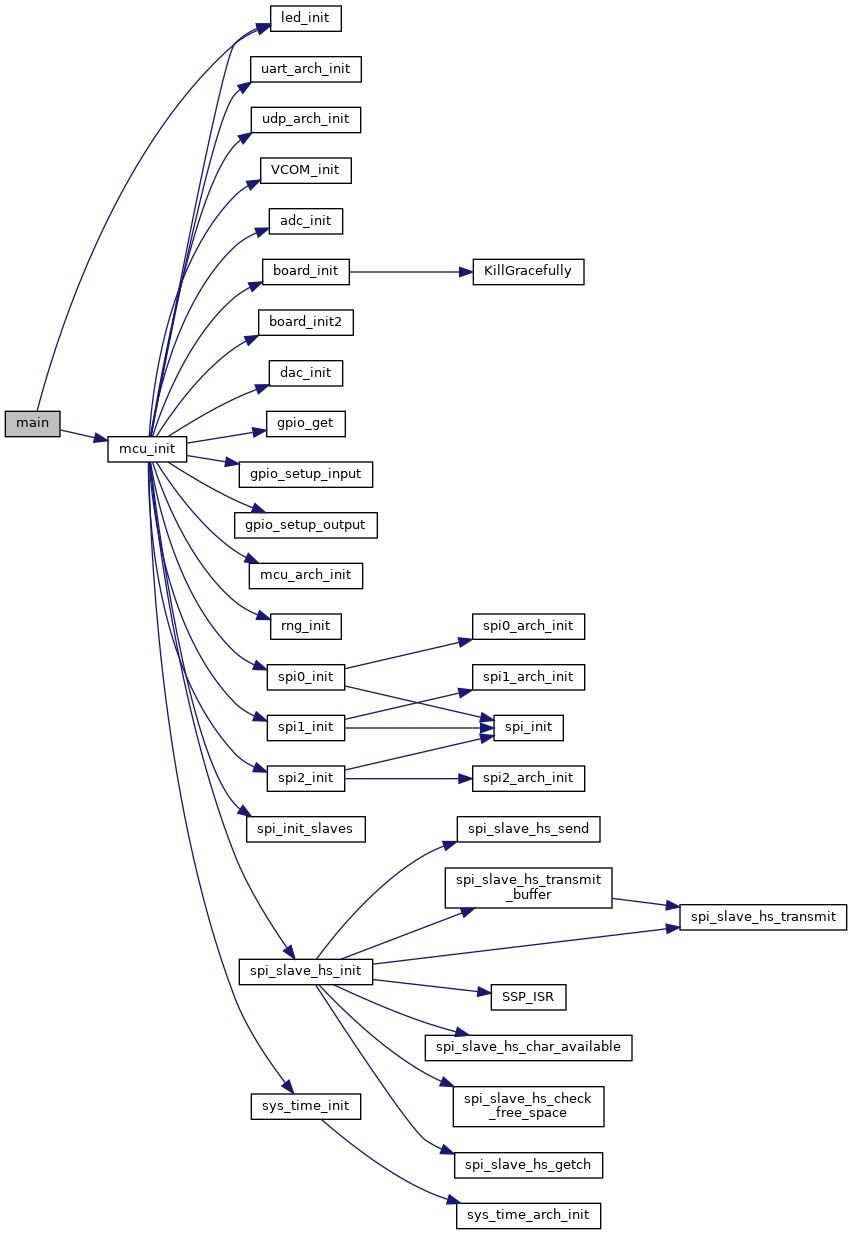 led_init
uart_arch_init
udp_arch_init
VCOM_init
adc_init
board_init
KillGracefully
board_init2
dac_init
main
gpio_get
mcu_init
gpio_setup_input
gpio_setup_output
mcu_arch_init
rng_init
spi0_arch_init
spi0_init
spi1_arch_init
spi1_init
spi_init
spi2_init
spi2_arch_init
spi_init_slaves
spi_slave_hs_send
spi_slave_hs_transmit
_buffer
spi_slave_hs_transmit
spi_slave_hs_init
SSP_ISR
spi_slave_hs_char_available
spi_slave_hs_check
_free_space
sys_time_init
spi_slave_hs_getch
sys_time_arch_init